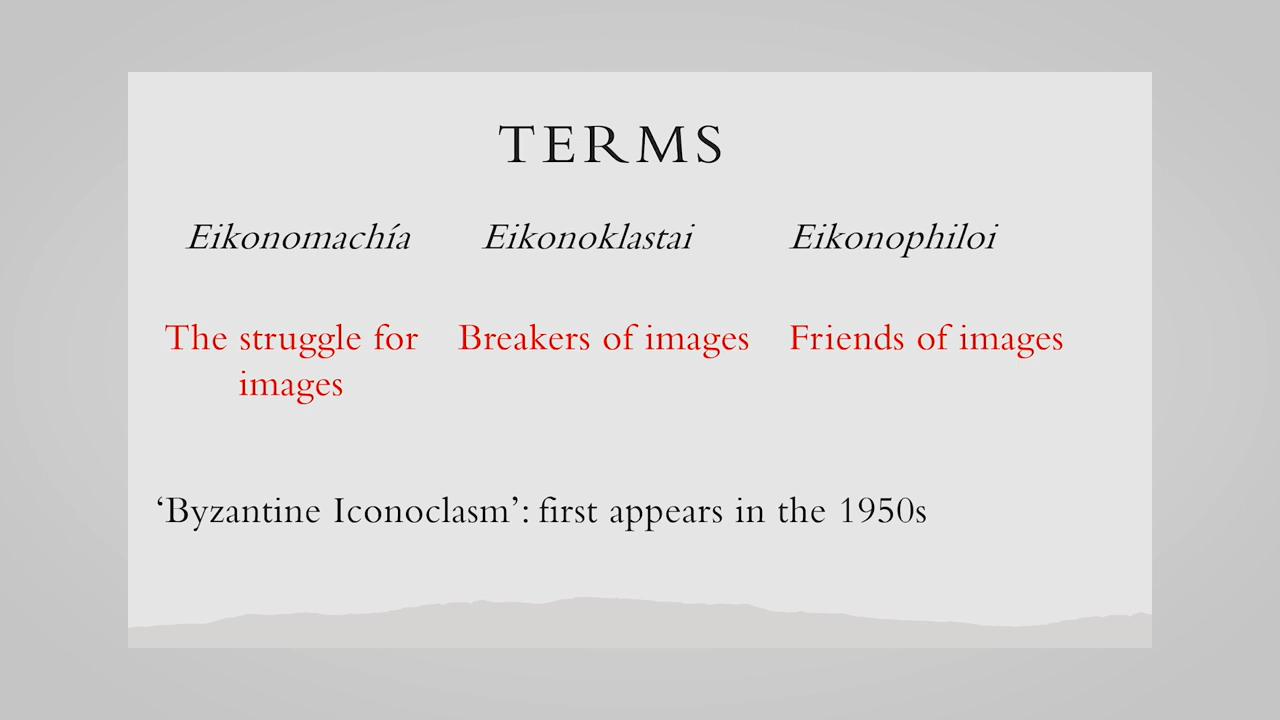 TERMS
Eikonomachía Eikonoklastai Eikonophiloi
The struggle for images Breakers of images Friends of images
‘Byzantine Iconoclasm’: first appears in the 1950s